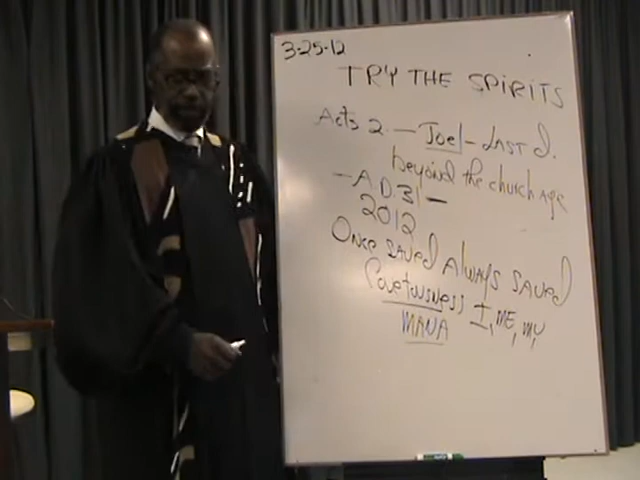 3-25-12
TRY THE SPIRITS
Acts 2 — Joel - LAST d.
beyond the church age
— A.D. 31 —
2012
Once saved Always saved
Covetousness I, ME, my,
MANA